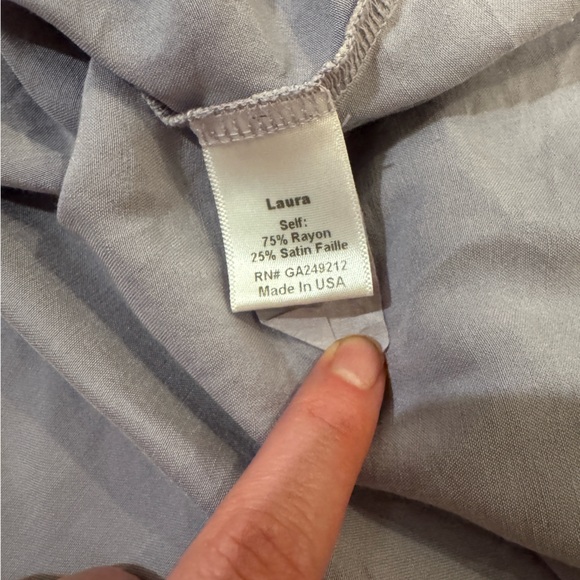 Laura
Self:
75% Rayon
25% Satin Faille
RN# GA249212
Made In USA